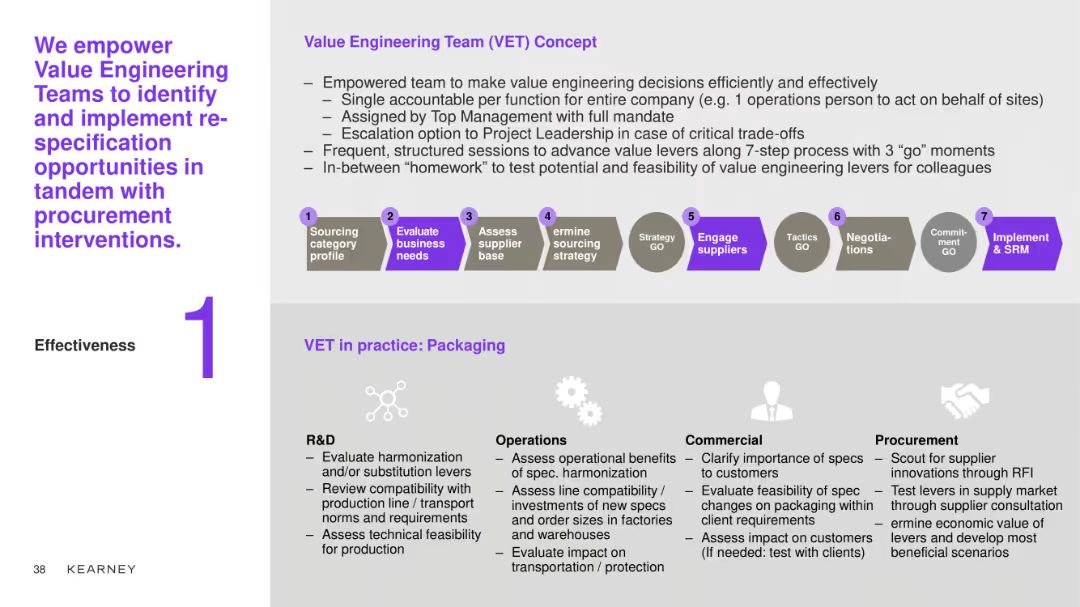 We empower
Value Engineering
Teams to identify
and implement re-
specification
opportunities in
tandem with
procurement
interventions.
Effectiveness
1
Value Engineering Team (VET) Concept
– Empowered team to make value engineering decisions efficiently and effectively
– Single accountable per function for entire company (e.g. 1 operations person to act on behalf of sites)
– Assigned by Top Management with full mandate
– Escalation option to Project Leadership in case of critical trade-offs
– Frequent, structured sessions to advance value levers along 7-step process with 3 “go” moments
– In-between “homework” to test potential and feasibility of value engineering levers for colleagues
1
Sourcing
category
profile
2
Evaluate
business
needs
3
Assess
supplier
base
4
ermine
sourcing
strategy
Strategy
GO
5
Engage
suppliers
Tactics
GO
6
Negotia-
tions
Commit-
ment
GO
7
Implement
& SRM
VET in practice: Packaging
R&D
– Evaluate harmonization
and/or substitution levers
– Review compatibility with
production line / transport
norms and requirements
– Assess technical feasibility
for production
Operations
– Assess operational benefits
of spec. harmonization
– Assess line compatibility /
investments of new specs
and order sizes in factories
and warehouses
– Evaluate impact on
transportation / protection
Commercial
– Clarify importance of specs
to customers
– Evaluate feasibility of spec
changes on packaging within
client requirements
– Assess impact on customers
(If needed: test with clients)
Procurement
– Scout for supplier
innovations through RFI
– Test levers in supply market
through supplier consultation
– ermine economic value of
levers and develop most
beneficial scenarios
38 KEARNEY